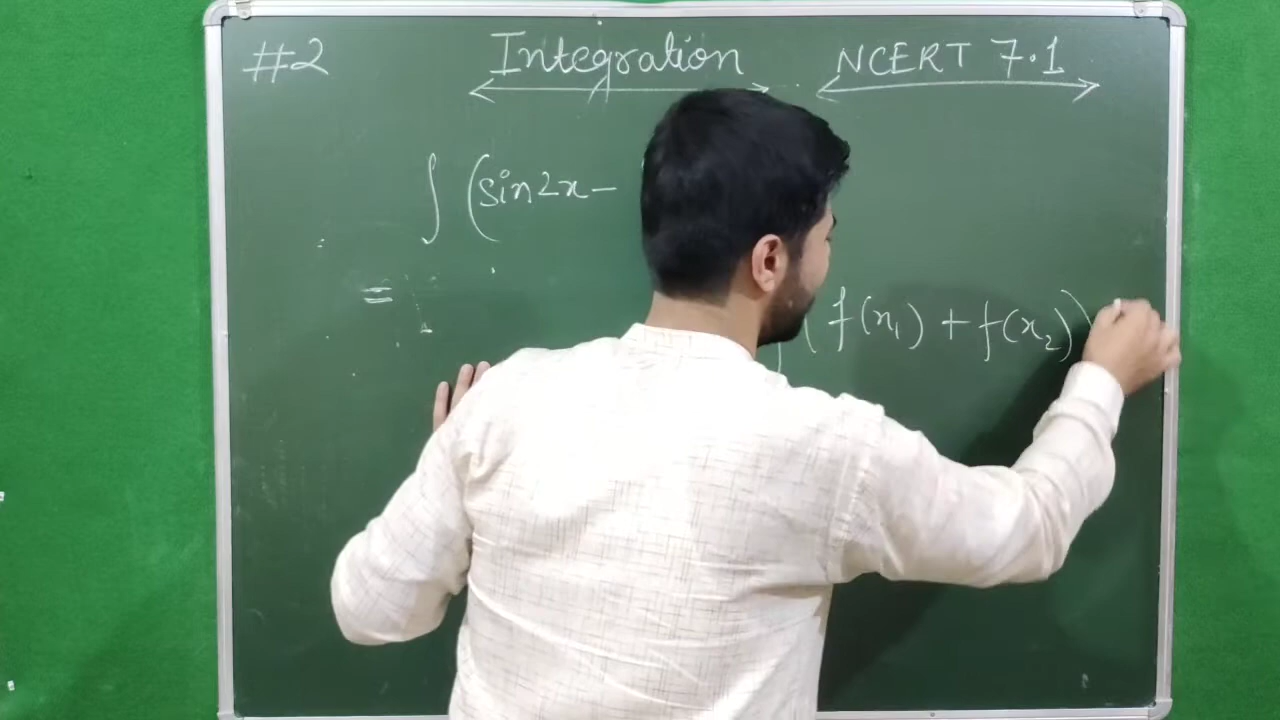 #2 Integration NCERT 7.1
∫ (sin2x −
= ∫ (f(x₁) + f(x₂))